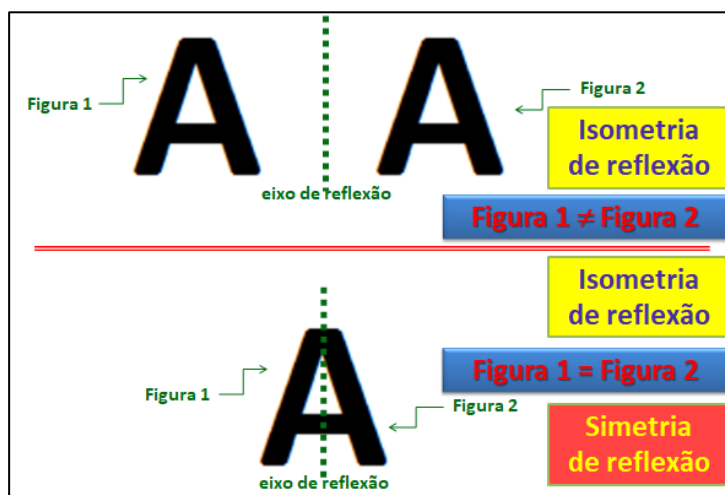 A
A
Figura 1
Figura 2
Isometria
de reflexão
eixo de reflexão
Figura 1 ≠ Figura 2
Isometria
de reflexão
A
Figura 1
Figura 1 = Figura 2
Figura 2
Simetria
de reflexão
eixo de reflexão